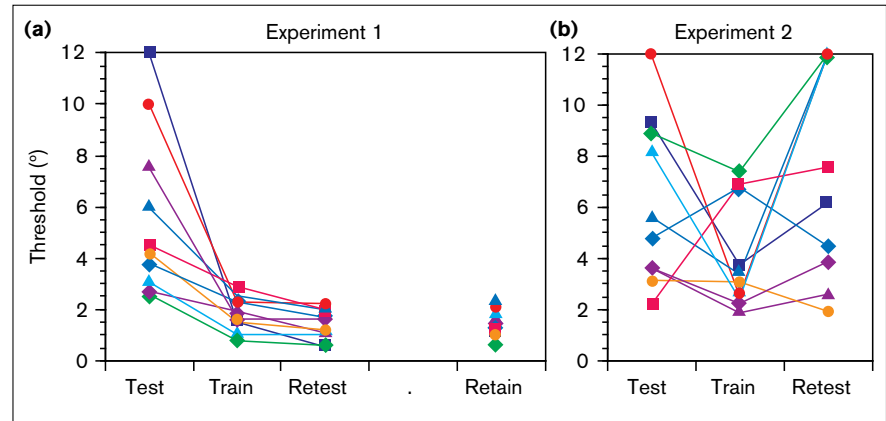 (a) Experiment 1
Threshold (°)
12
10
8
6
4
2
0
Test Train Retest . Retain
(b) Experiment 2
12
10
8
6
4
2
0
Test Train Retest